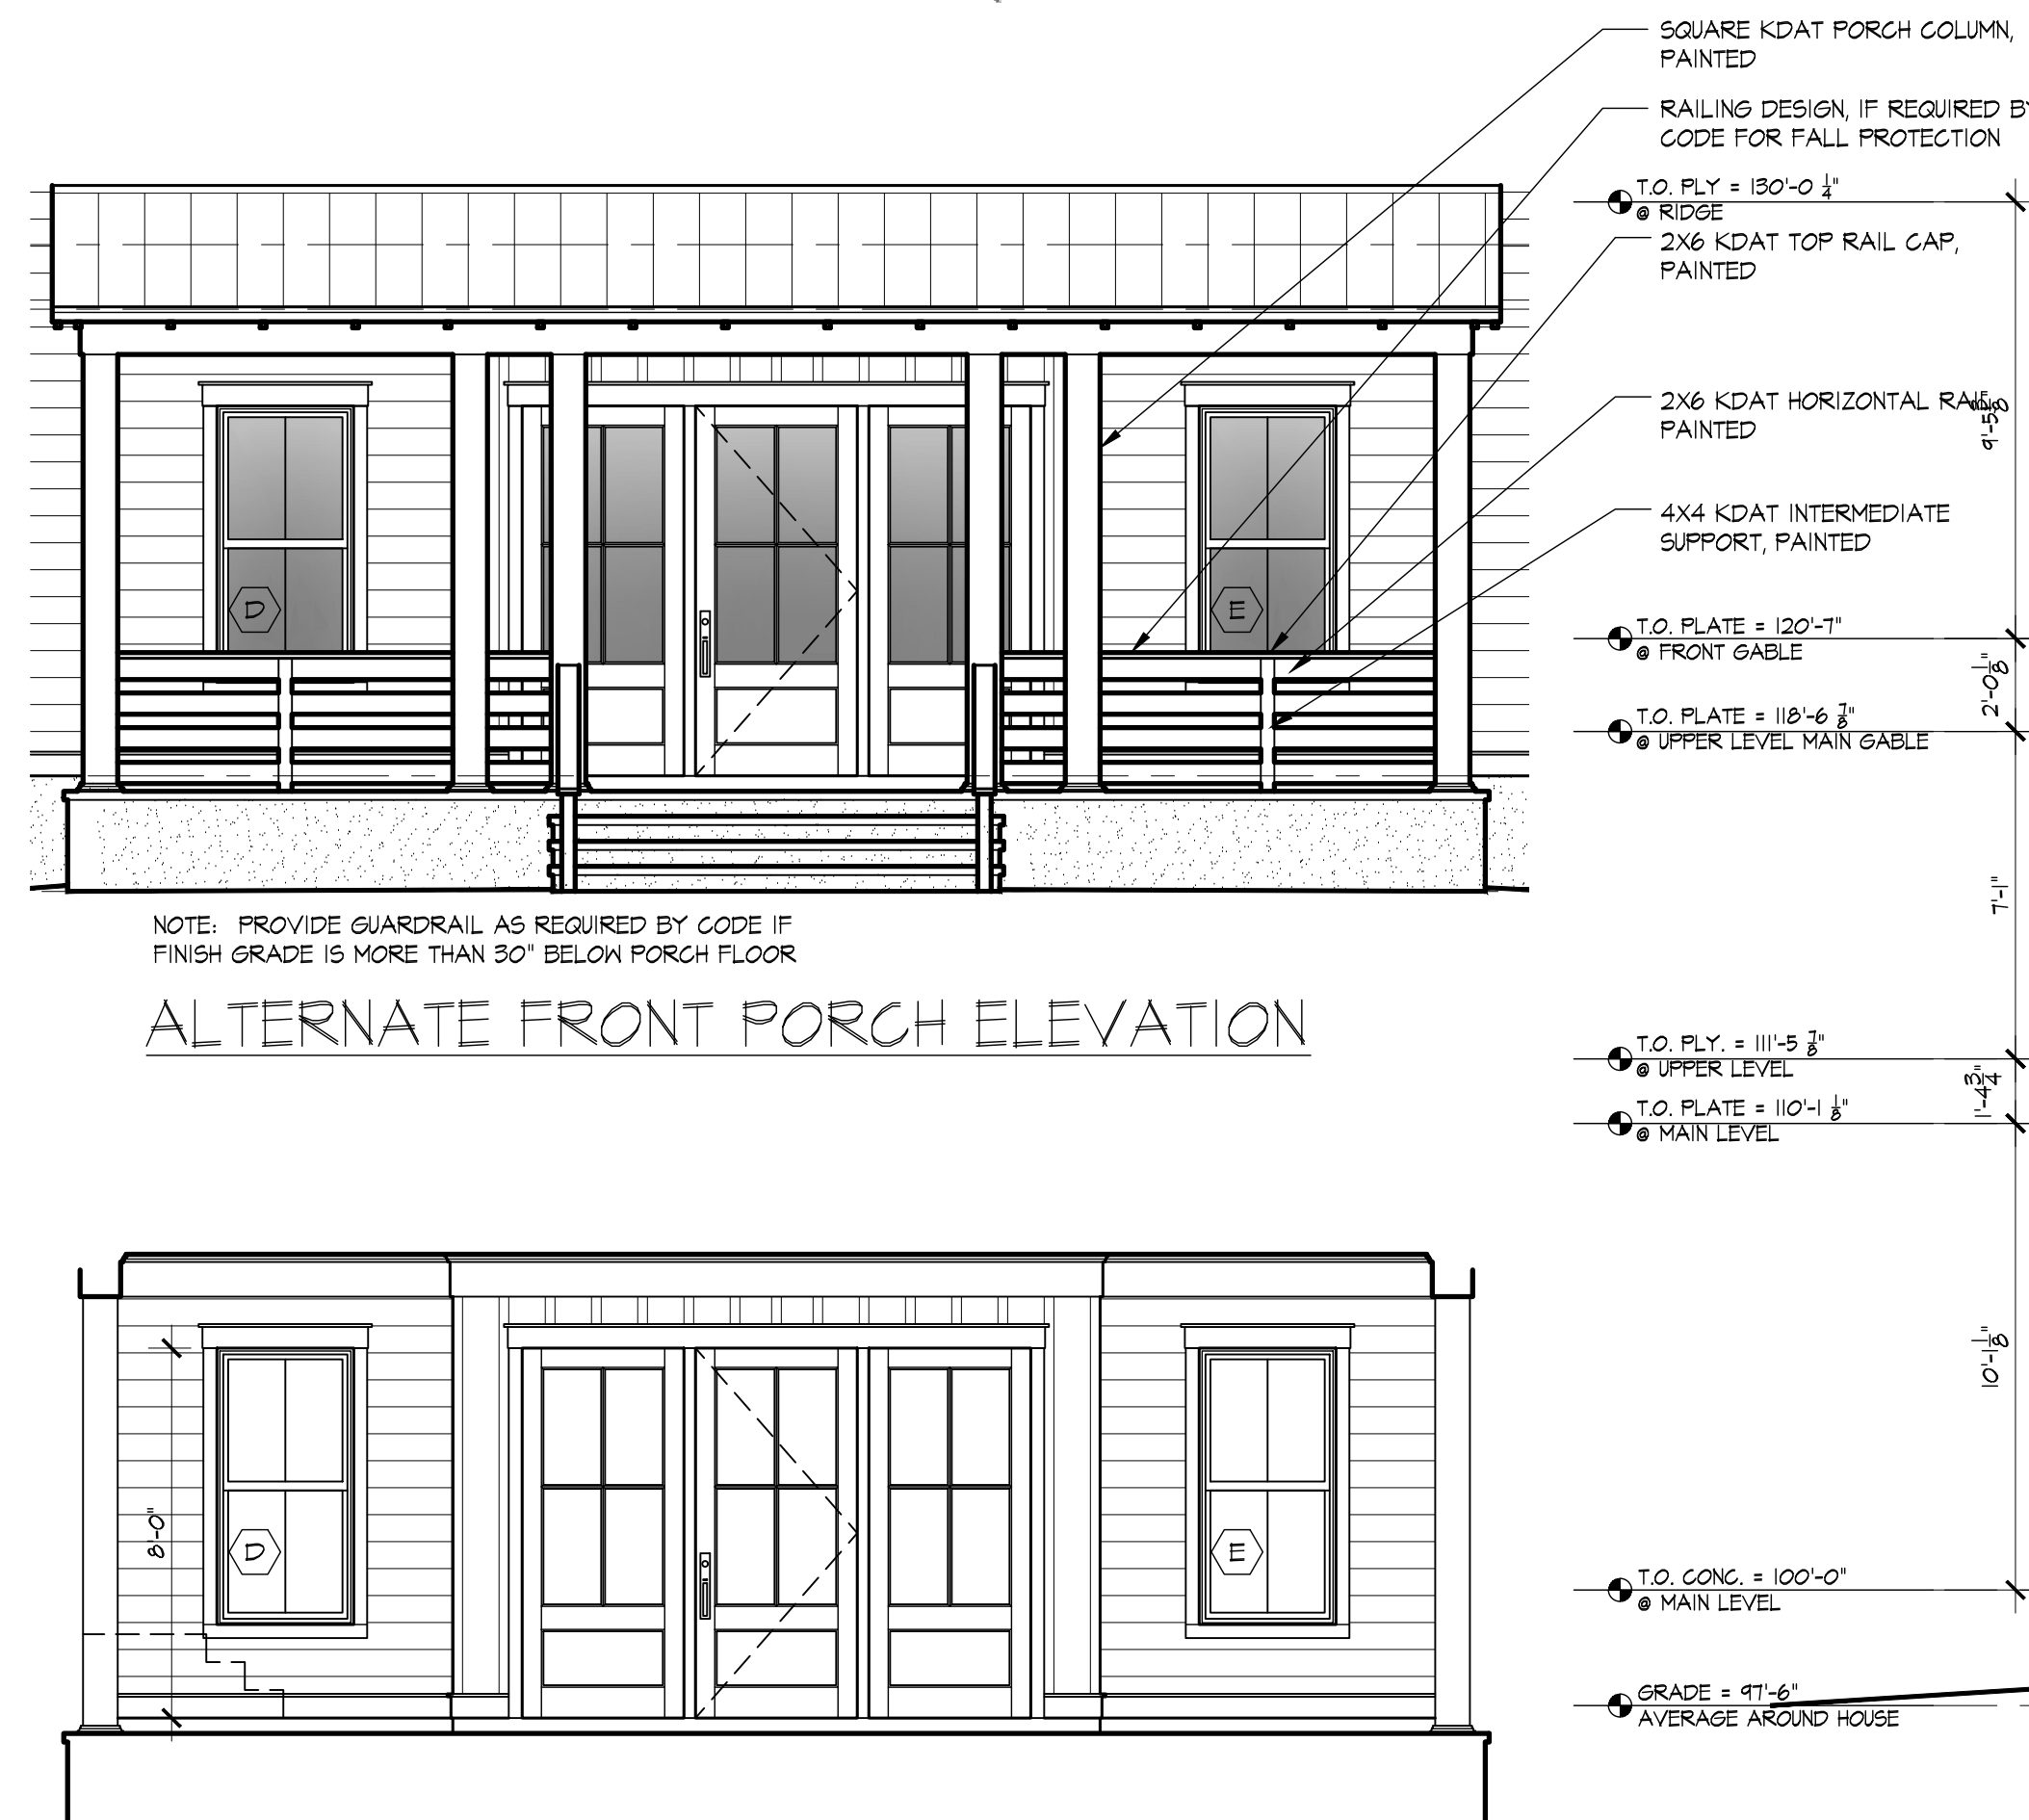 SQUARE KDAT PORCH COLUMN,
PAINTED
RAILING DESIGN, IF REQUIRED BY
CODE FOR FALL PROTECTION
T.O. PLY = 130'-0 1/4"
@ RIDGE
2X6 KDAT TOP RAIL CAP,
PAINTED
2X6 KDAT HORIZONTAL RAIL,
PAINTED
9'-5
4X4 KDAT INTERMEDIATE
SUPPORT, PAINTED
D
E
T.O. PLATE = 120'-7"
@ FRONT GABLE
2'-0 1/8"
T.O. PLATE = 118'-6 7/8"
@ UPPER LEVEL MAIN GABLE
7'-1"
NOTE: PROVIDE GUARDRAIL AS REQUIRED BY CODE IF
FINISH GRADE IS MORE THAN 30" BELOW PORCH FLOOR
ALTERNATE FRONT PORCH ELEVATION
T.O. PLY. = 111'-5 7/8"
@ UPPER LEVEL
1'-4 3/4"
T.O. PLATE = 110'-1 1/8"
@ MAIN LEVEL
10'-1 1/8"
8'-0"
D
E
T.O. CONC. = 100'-0"
@ MAIN LEVEL
GRADE = 97'-6"
AVERAGE AROUND HOUSE